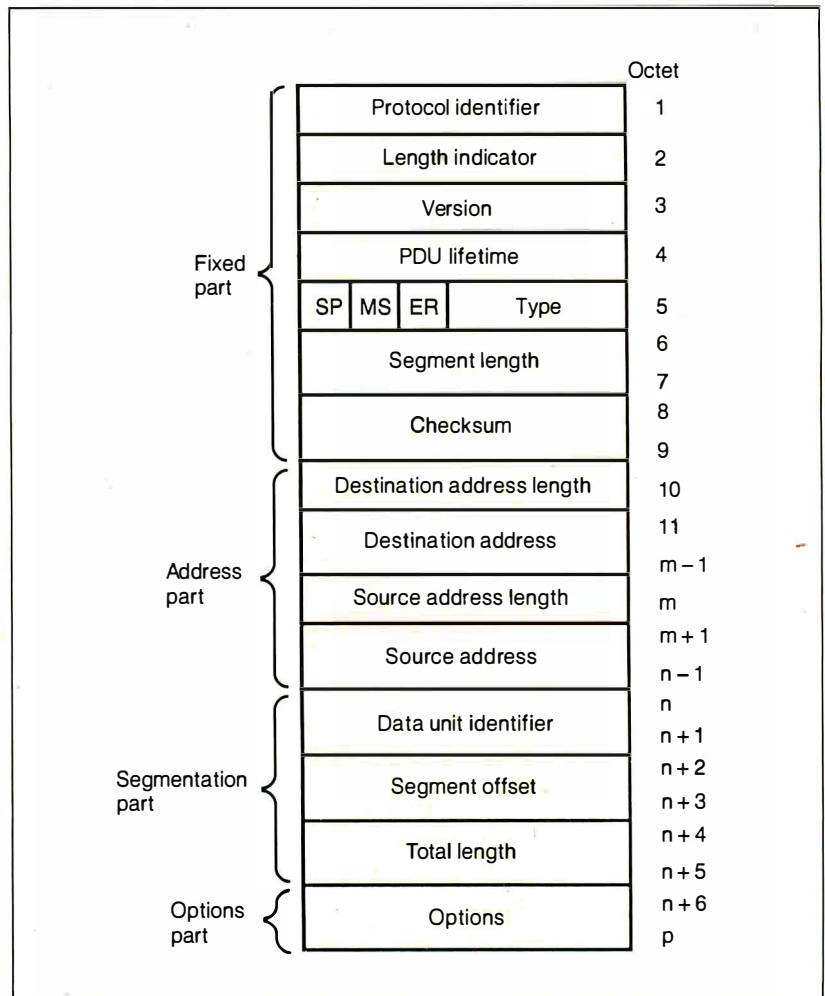 Octet
Protocol identifier 1
Length indicator 2
Version 3
PDU lifetime 4
Fixed part
SP MS ER Type 5
Segment length 6
7
Checksum 8
9
Destination address length 10
Destination address 11
m – 1
Address part
Source address length m
Source address m + 1
n – 1
Data unit identifier n
n + 1
Segmentation part
Segment offset n + 2
n + 3
Total length n + 4
n + 5
Options part
Options n + 6
p